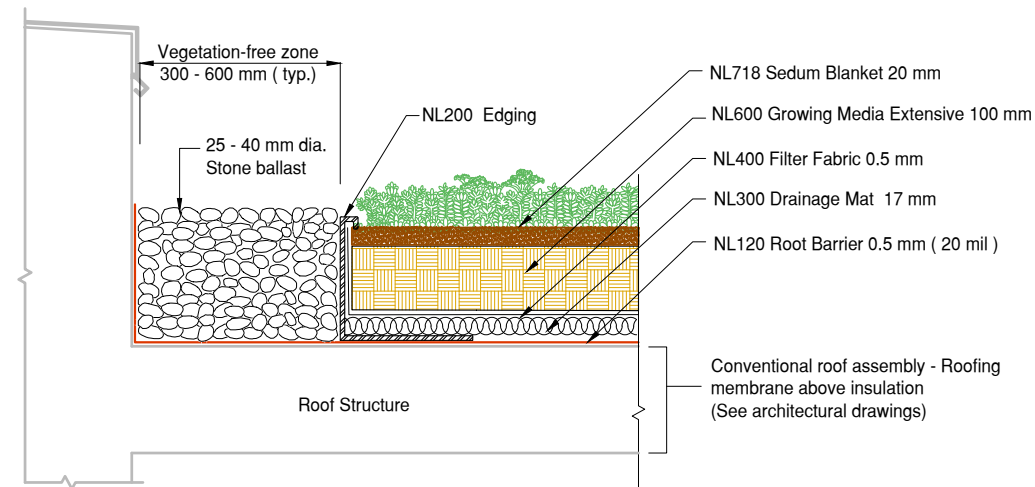 Vegetation-free zone
300 - 600 mm ( typ.)
NL200 Edging
25 - 40 mm dia.
Stone ballast
NL718 Sedum Blanket 20 mm
NL600 Growing Media Extensive 100 mm
NL400 Filter Fabric 0.5 mm
NL300 Drainage Mat 17 mm
NL120 Root Barrier 0.5 mm ( 20 mil )
Conventional roof assembly - Roofing
membrane above insulation
(See architectural drawings)
Roof Structure